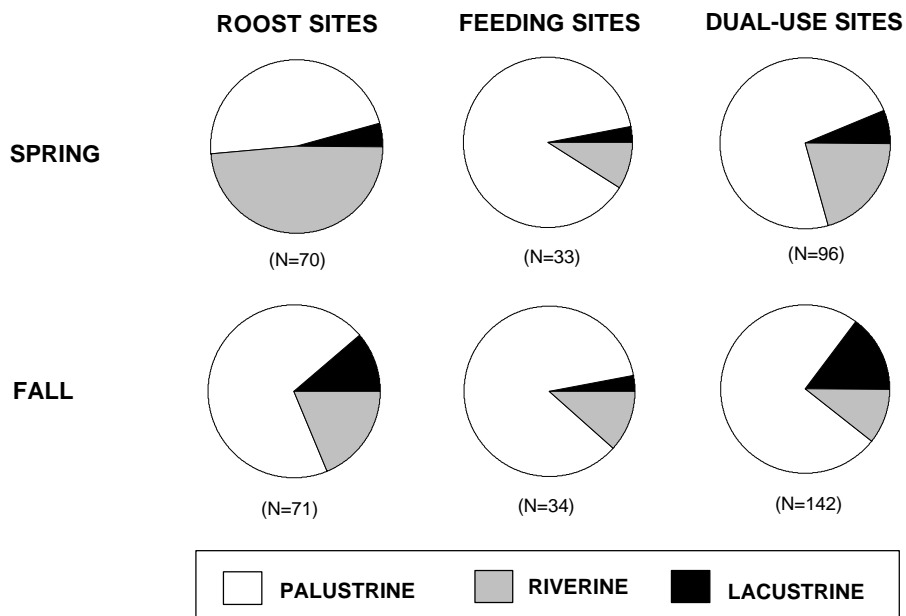 ROOST SITES FEEDING SITES DUAL-USE SITES
SPRING
(N=70) (N=33) (N=96)
FALL
(N=71) (N=34) (N=142)
PALUSTRINE RIVERINE LACUSTRINE